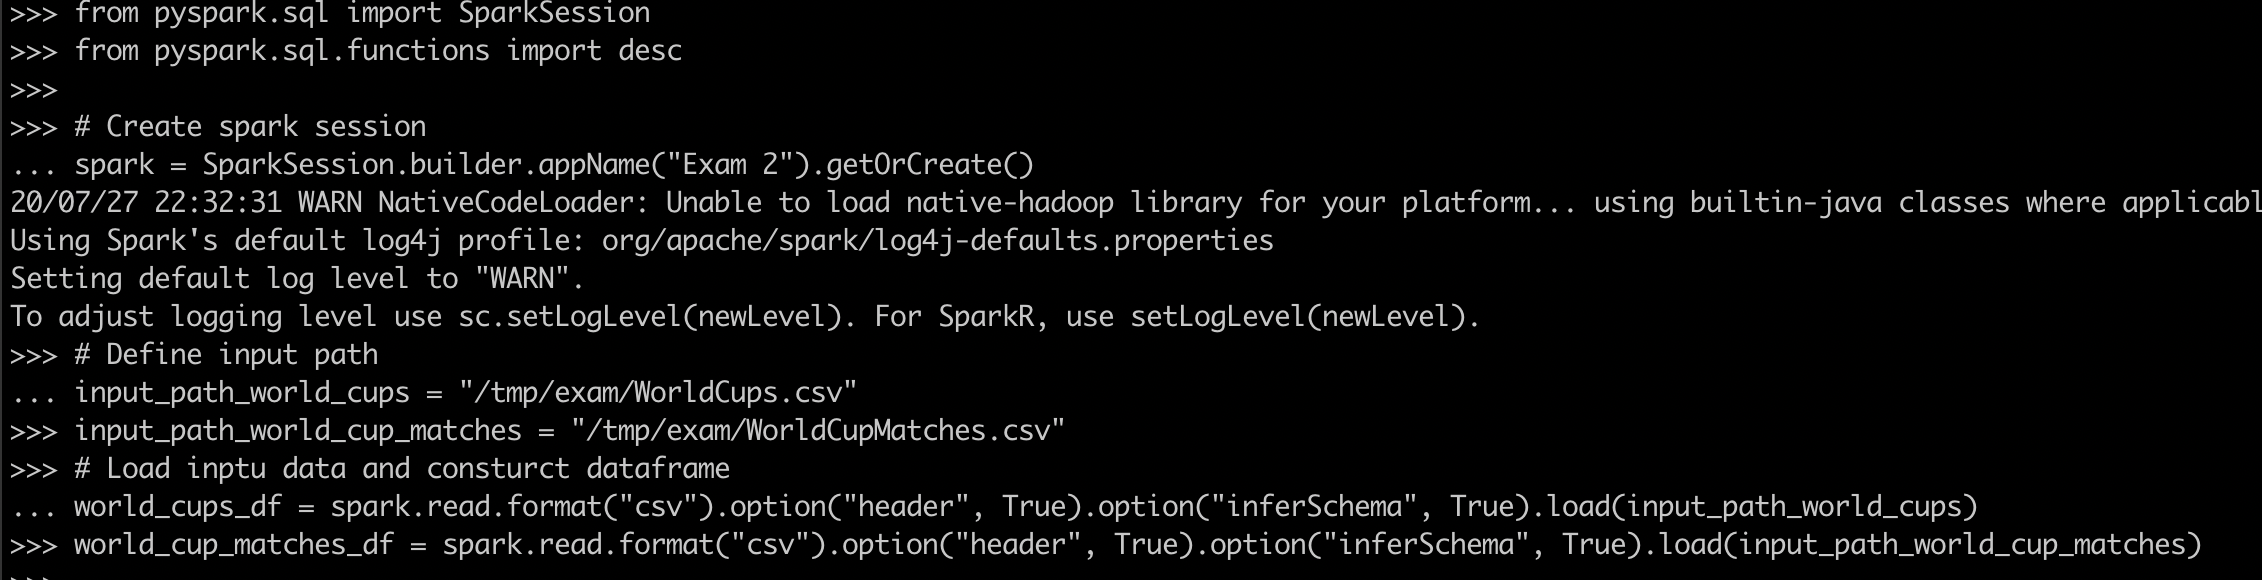 >>> from pyspark.sql import SparkSession
>>> from pyspark.sql.functions import desc
>>>
>>> # Create spark session
... spark = SparkSession.builder.appName("Exam 2").getOrCreate()
20/07/27 22:32:31 WARN NativeCodeLoader: Unable to load native-hadoop library for your platform... using builtin-java classes where applicabl
Using Spark's default log4j profile: org/apache/spark/log4j-defaults.properties
Setting default log level to "WARN".
To adjust logging level use sc.setLogLevel(newLevel). For SparkR, use setLogLevel(newLevel).
>>> # Define input path
... input_path_world_cups = "/tmp/exam/WorldCups.csv"
>>> input_path_world_cup_matches = "/tmp/exam/WorldCupMatches.csv"
>>> # Load inptu data and consturct dataframe
... world_cups_df = spark.read.format("csv").option("header", True).option("inferSchema", True).load(input_path_world_cups)
>>> world_cup_matches_df = spark.read.format("csv").option("header", True).option("inferSchema", True).load(input_path_world_cup_matches)
>>>